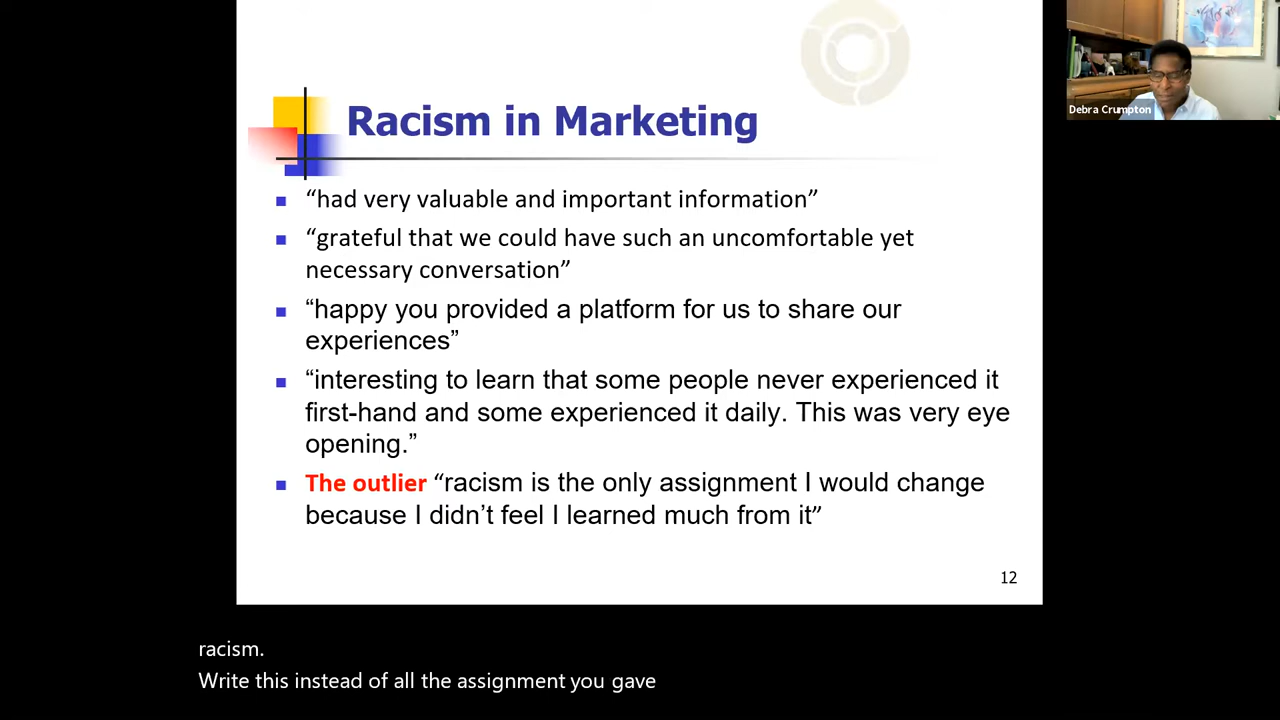 Racism in Marketing
“had very valuable and important information”
“grateful that we could have such an uncomfortable yet
necessary conversation”
“happy you provided a platform for us to share our
experiences”
“interesting to learn that some people never experienced it
first-hand and some experienced it daily. This was very eye
opening.”
The outlier “racism is the only assignment I would change
because I didn’t feel I learned much from it”
12
Debra Crumpton
racism.
Write this instead of all the assignment you gave